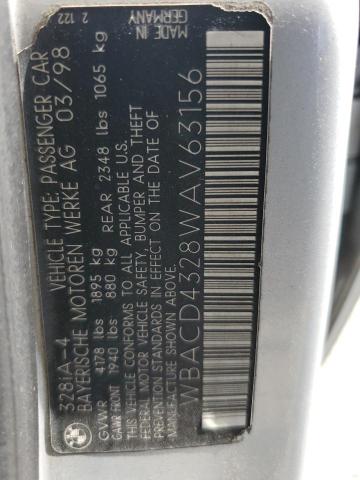 328iA-4
VEHICLE TYPE: PASSENGER CAR
BAYERISCHE MOTOREN WERKE AG 03/98
GVWR 4178 lbs 1895 kg
GAWR FRONT 1940 lbs 880 kg REAR 2348 lbs 1065 kg
THIS VEHICLE CONFORMS TO ALL APPLICABLE U.S.
FEDERAL MOTOR VEHICLE SAFETY, BUMPER AND THEFT
PREVENTION STANDARDS IN EFFECT ON THE DATE
OF MANUFACTURE SHOWN ABOVE.
WBACD4328WAV63156
MADE IN
GERMANY
2 122